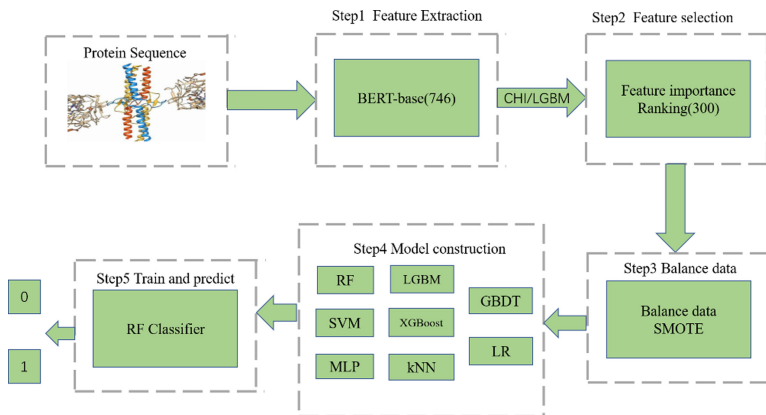 Step1 Feature Extraction
Step2 Feature selection
Protein Sequence
BERT-base(746)
CHI/LGBM
Feature importance
Ranking(300)
Step4 Model construction
Step3 Balance data
Step5 Train and predict
RF
LGBM
GBDT
SVM
XGBoost
LR
MLP
kNN
Balance data
SMOTE
RF Classifier
0
1